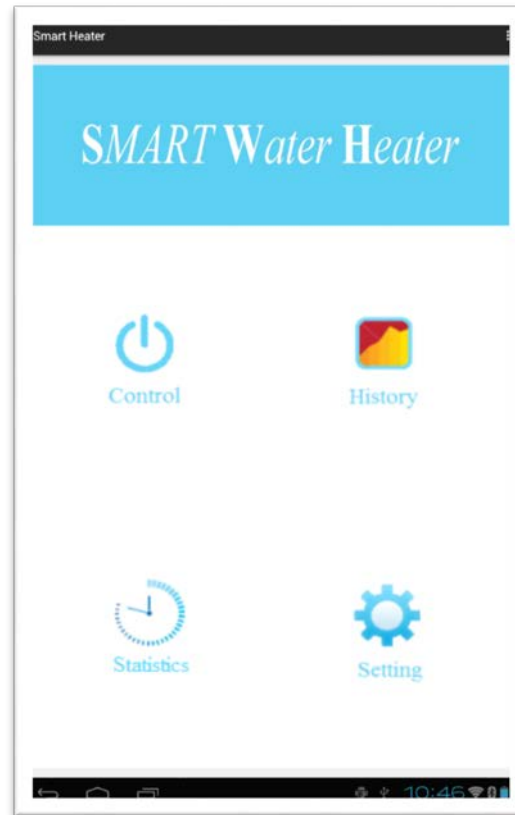 Smart Heater
SMART Water Heater
Control
History
Statistics
Setting
10:46